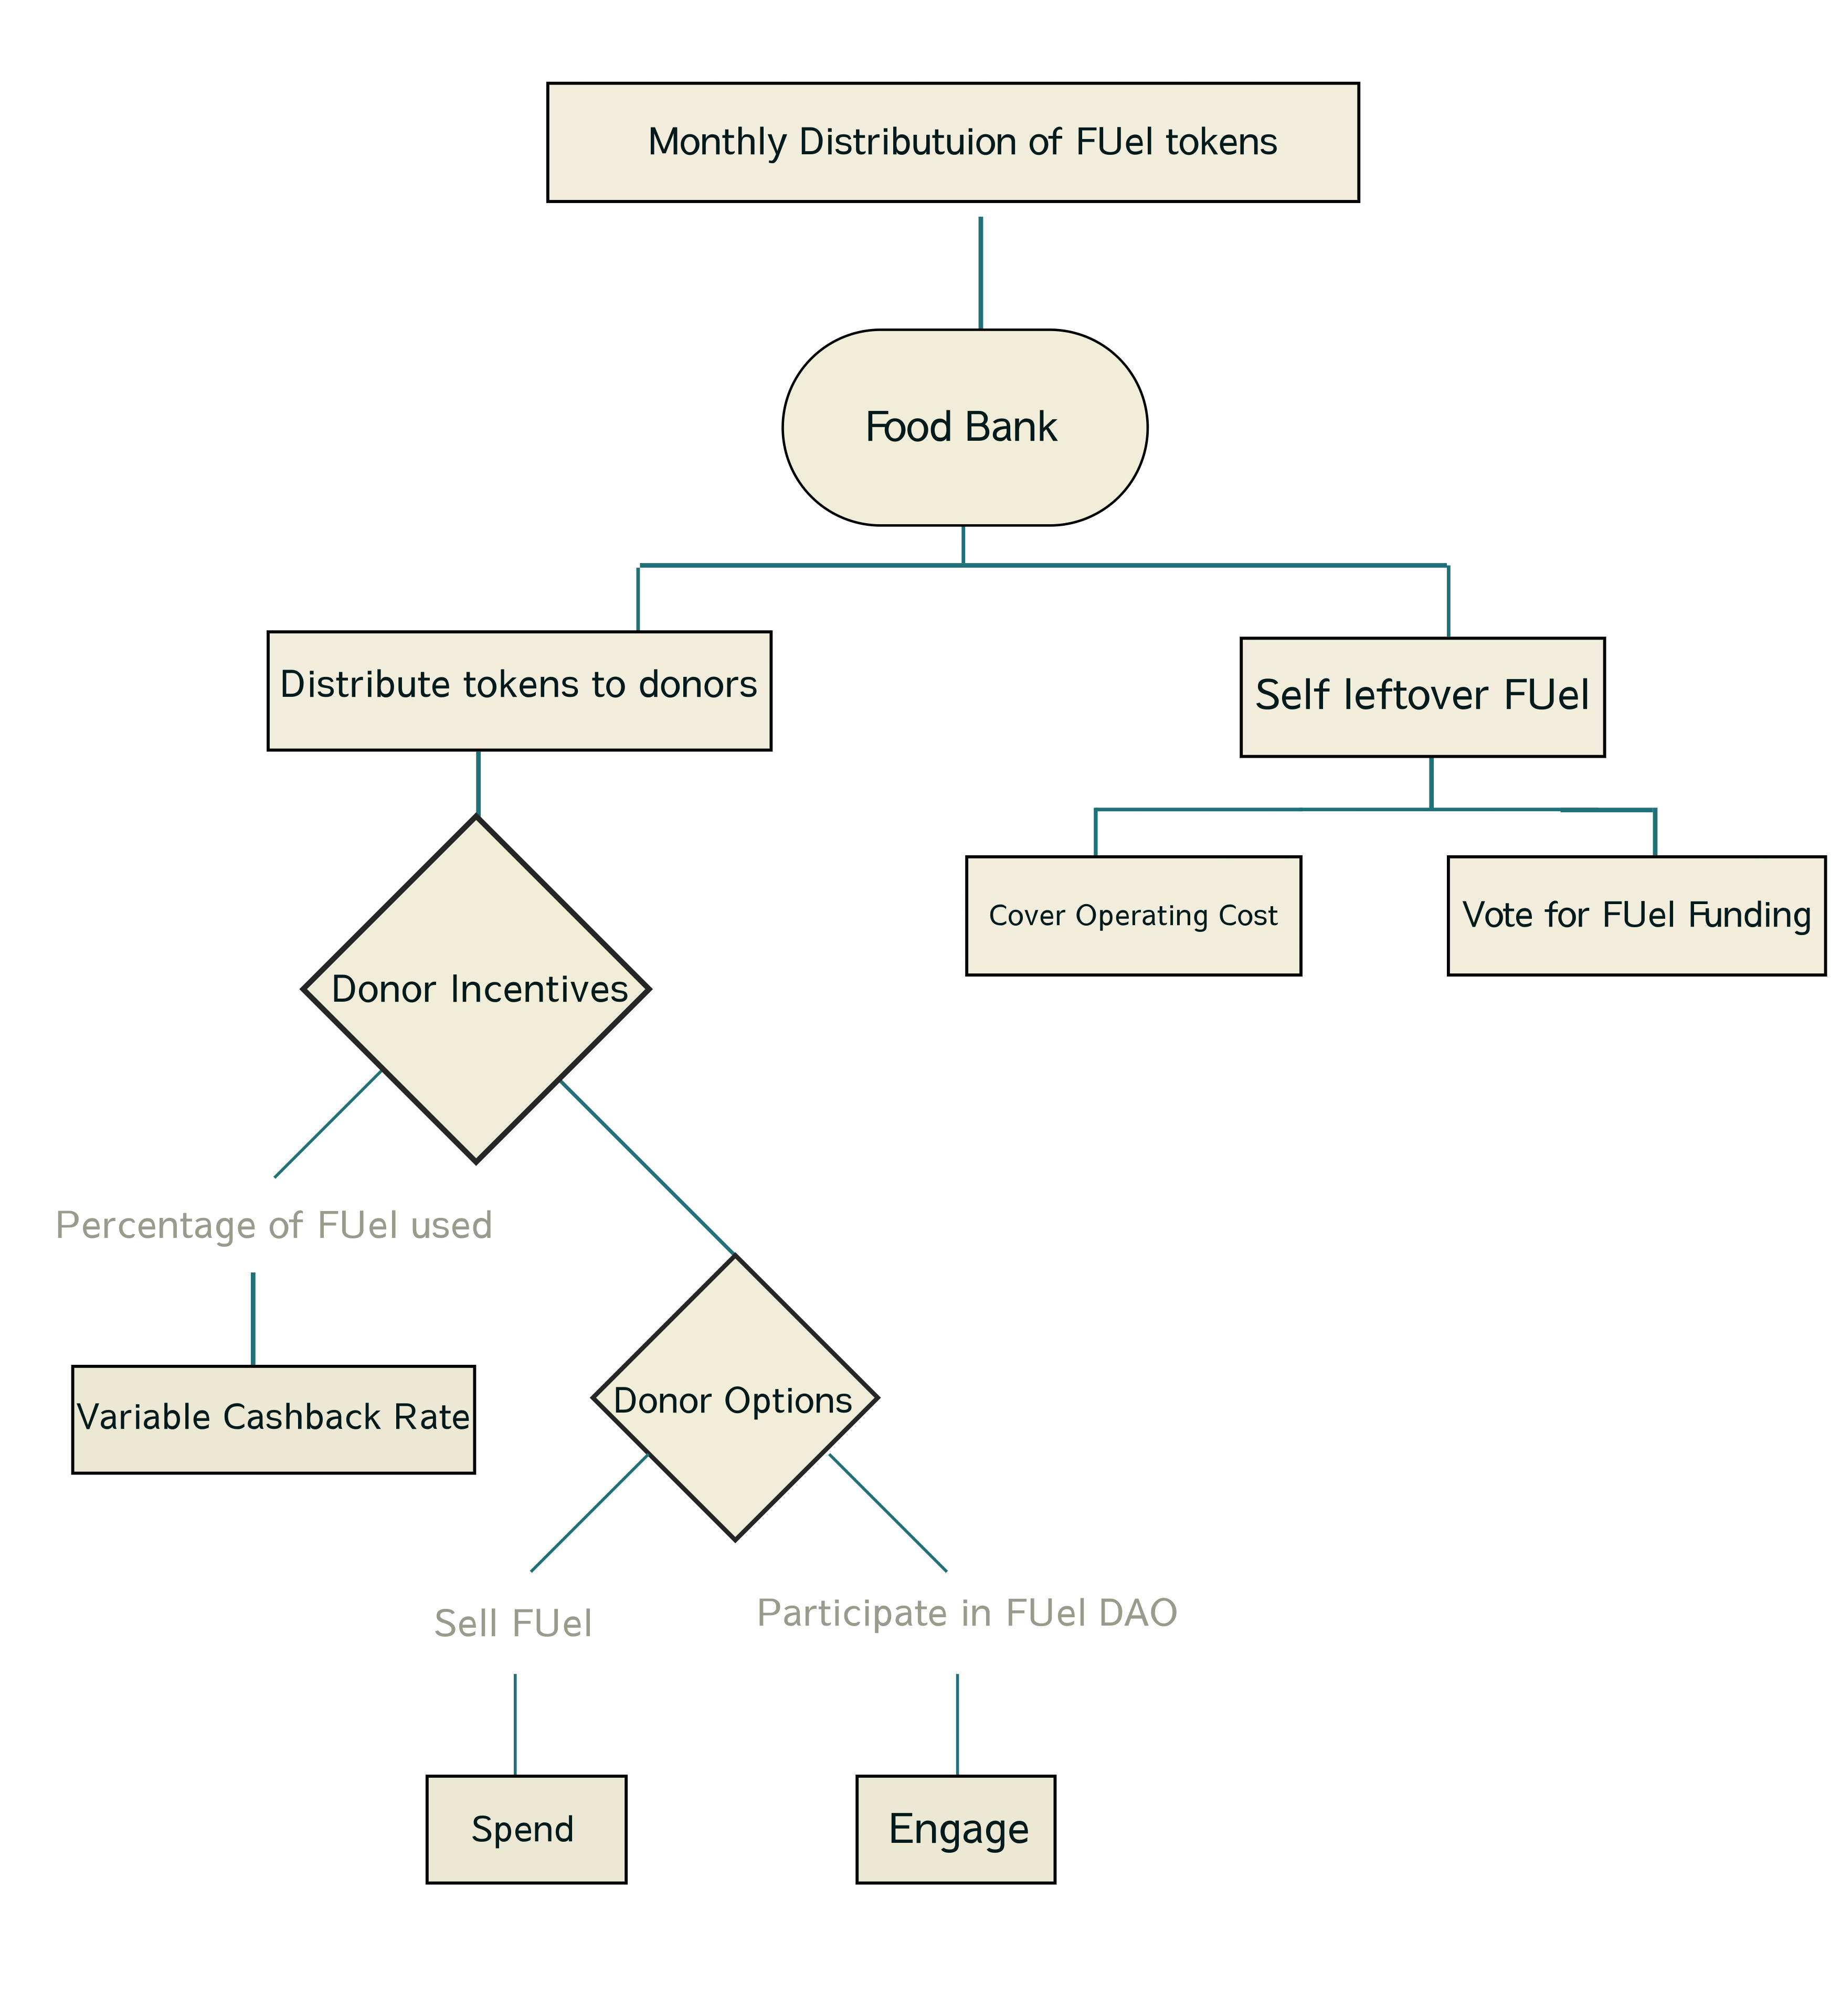 Monthly Distributuion of FUel tokens
Food Bank
Distribute tokens to donors
Self leftover FUel
Cover Operating Cost
Vote for FUel Funding
Donor Incentives
Percentage of FUel used
Variable Cashback Rate
Donor Options
Sell FUel
Participate in FUel DAO
Spend
Engage